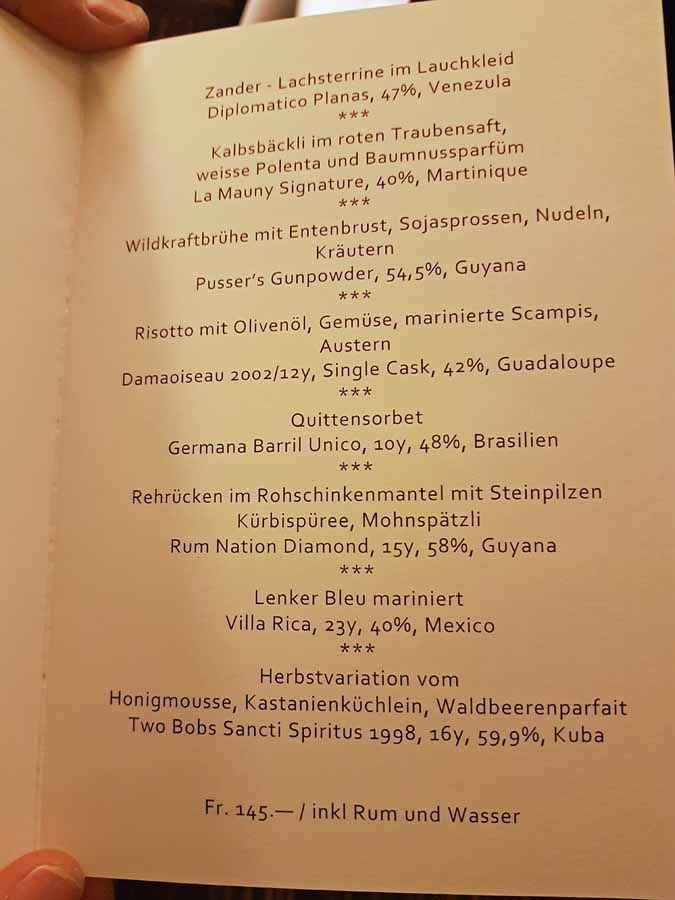 Zander - Lachsterrine im Lauchkleid
Diplomatico Planas, 47%, Venezula
***
Kalbsbäckli im roten Traubensaft,
weisse Polenta und Baumnussparfüm
La Mauny Signature, 40%, Martinique
***
Wildkraftbrühe mit Entenbrust, Sojasprossen, Nudeln,
Kräutern
Pusser's Gunpowder, 54,5%, Guyana
***
Risotto mit Olivenöl, Gemüse, marinierte Scampis,
Austern
Damaoiseau 2002/12y, Single Cask, 42%, Guadaloupe
***
Quittensorbet
Germana Barril Unico, 10y, 48%, Brasilien
***
Rehrücken im Rohschinkenmantel mit Steinpilzen
Kürbispüree, Mohnspätzli
Rum Nation Diamond, 15y, 58%, Guyana
***
Lenker Bleu mariniert
Villa Rica, 23y, 40%, Mexico
***
Herbstvariation vom
Honigmousse, Kastanienküchlein, Waldbeerenparfait
Two Bobs Sancti Spiritus 1998, 16y, 59,9%, Kuba
Fr. 145.— / inkl Rum und Wasser